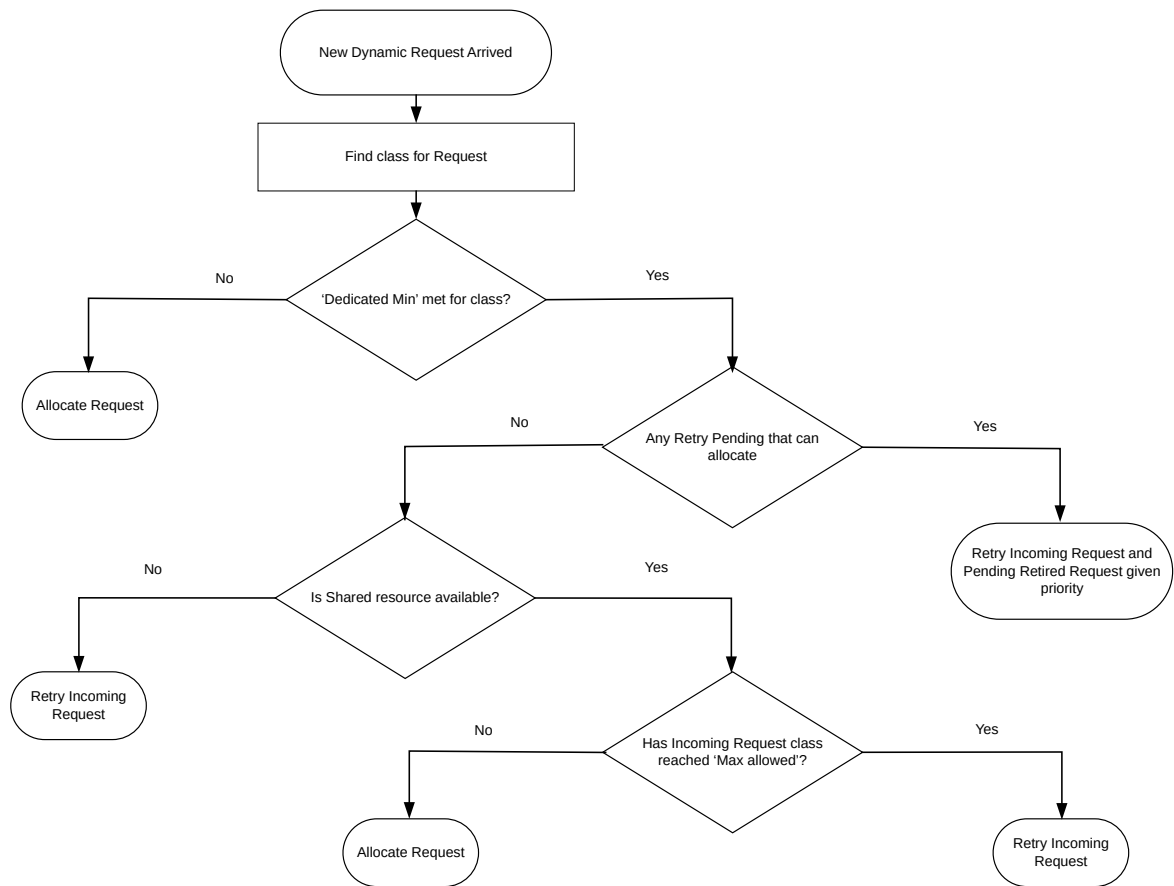 New Dynamic Request Arrived
Find class for Request
No
Yes
‘Dedicated Min’ met for class?
Allocate Request
No
Yes
Any Retry Pending that can
allocate
Retry Incoming Request and
Pending Retired Request given
priority
No
Yes
Is Shared resource available?
Retry Incoming
Request
No
Yes
Has Incoming Request class
reached ‘Max allowed’?
Allocate Request
Retry Incoming
Request